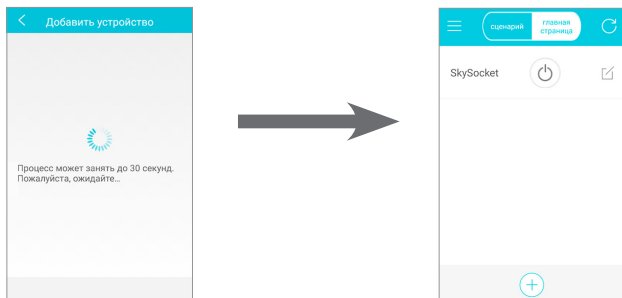 Добавить устройство
Процесс может занять до 30 секунд.
Пожалуйста, ожидайте...
сценарий
главная
страница
SkySocket